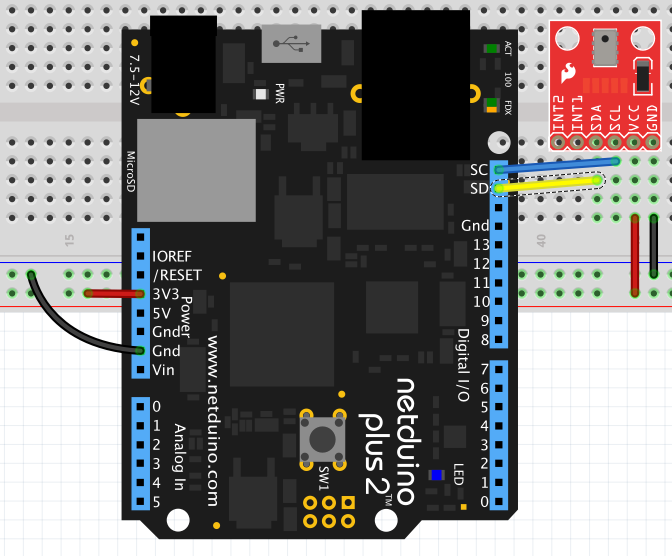 7.5-12V
PWR
ACT
100
FDX
INT2
INT1
SDA
SCL
VCC
GND
MicroSD
SC
SD
15
40
IOREF
/RESET
3V3
5V
Gnd
Gnd
Vin
Power
Gnd
13
12
11
10
9
8
Digital I/O
7
6
5
4
3
2
1
0
0
1
2
3
4
5
Analog In
www.netduino.com
netduino
plus 2™
SW1
LED